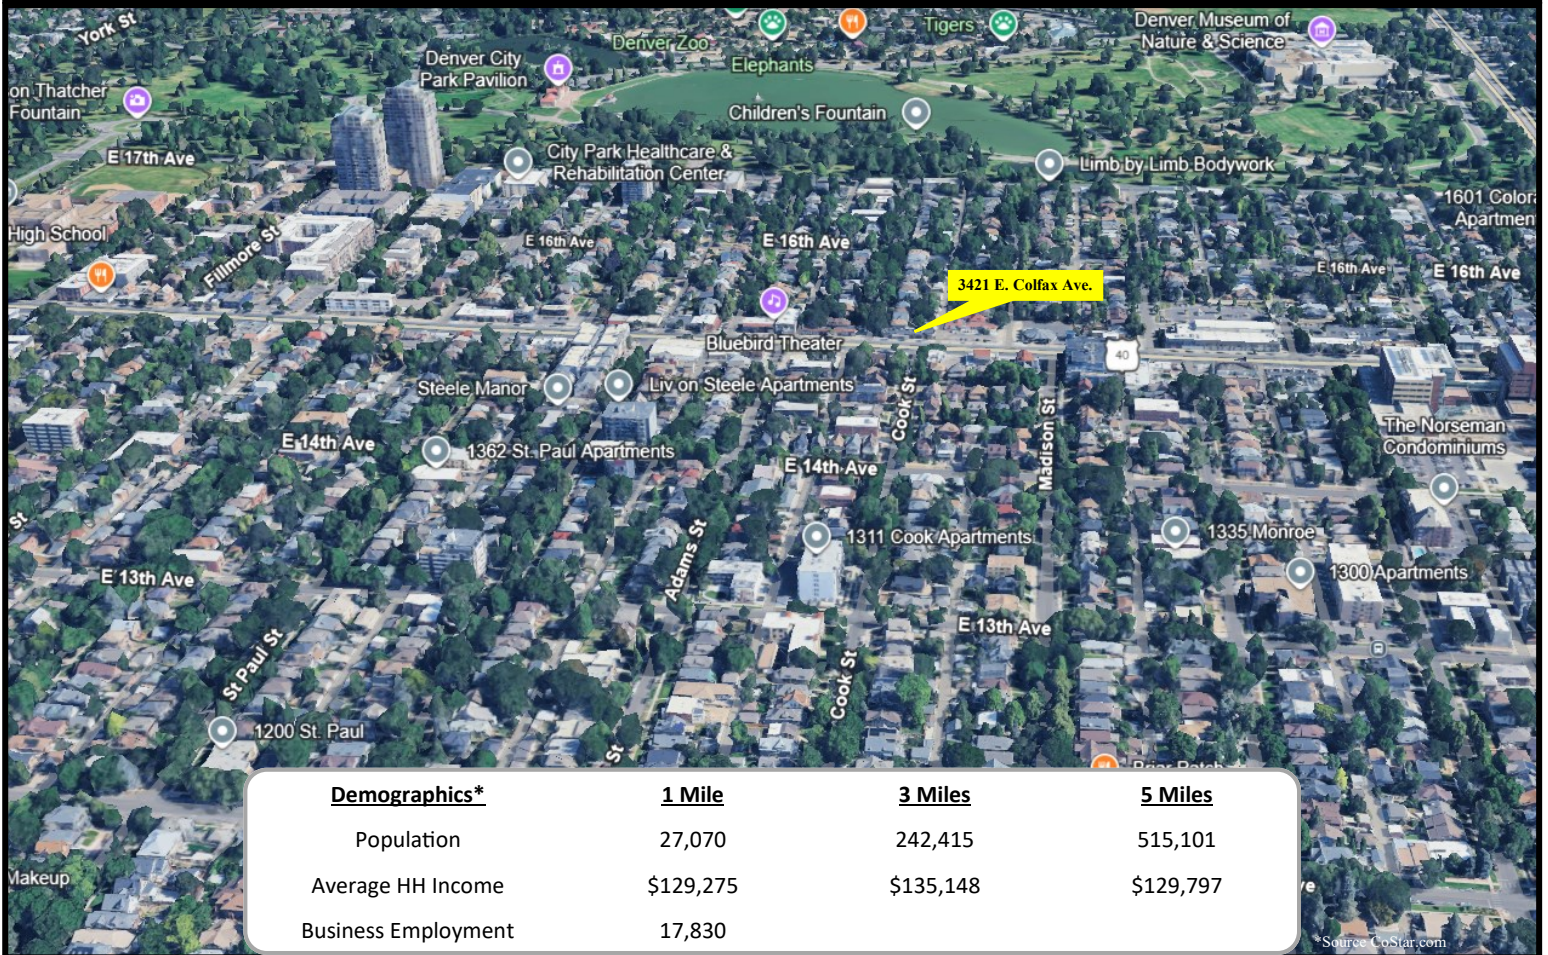 York St
Denver Zoo
Tigers
Denver Museum of
Nature & Science
Denver City
Park Pavilion
Elephants
on Thatcher
Fountain
Children's Fountain
E 17th Ave
City Park Healthcare &
Rehabilitation Center
Limb by Limb Bodywork
1601 Colora
Apartmen
High School
Fillmore St
E 16th Ave
E 16th Ave
E 16th Ave
E 16th Ave
3421 E. Colfax Ave.
Bluebird Theater
40
Steele Manor
Liv on Steele Apartments
Cook St
Madison St
The Norseman
Condominiums
E 14th Ave
1362 St. Paul Apartments
E 14th Ave
St
Adams St
1311 Cook Apartments
1335 Monroe
E 13th Ave
1300 Apartments
E 13th Ave
St Paul St
Cook St
1200 St. Paul
St
Demographics* 1 Mile 3 Miles 5 Miles
Population 27,070 242,415 515,101
Average HH Income $129,275 $135,148 $129,797
Business Employment 17,830
Makeup
ve
*Source CoStar.com